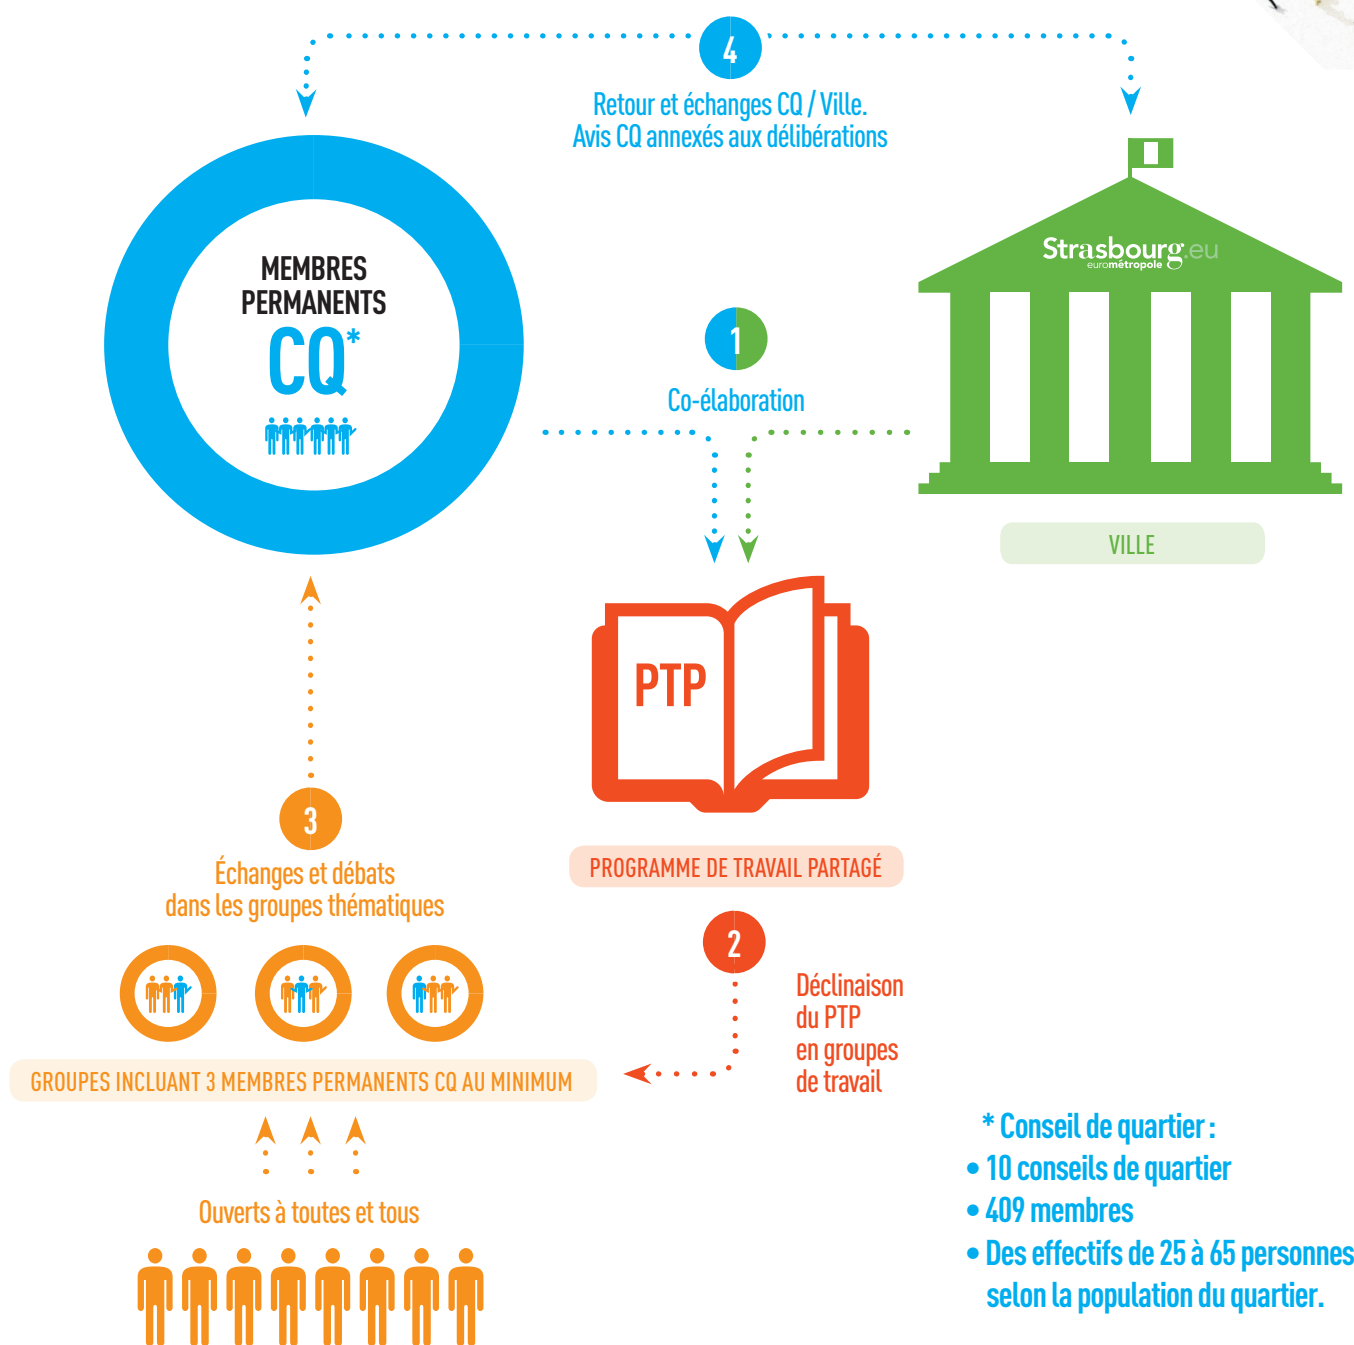 4
Retour et échanges CQ / Ville.
Avis CQ annexés aux délibérations
MEMBRES
PERMANENTS
CQ*
Strasbourg.eu
eurométropole
1
Co-élaboration
VILLE
PTP
PROGRAMME DE TRAVAIL PARTAGÉ
2
Déclinaison
du PTP
en groupes
de travail
3
Échanges et débats
dans les groupes thématiques
GROUPES INCLUANT 3 MEMBRES PERMANENTS CQ AU MINIMUM
Ouverts à toutes et tous
* Conseil de quartier :
• 10 conseils de quartier
• 409 membres
• Des effectifs de 25 à 65 personnes
selon la population du quartier.